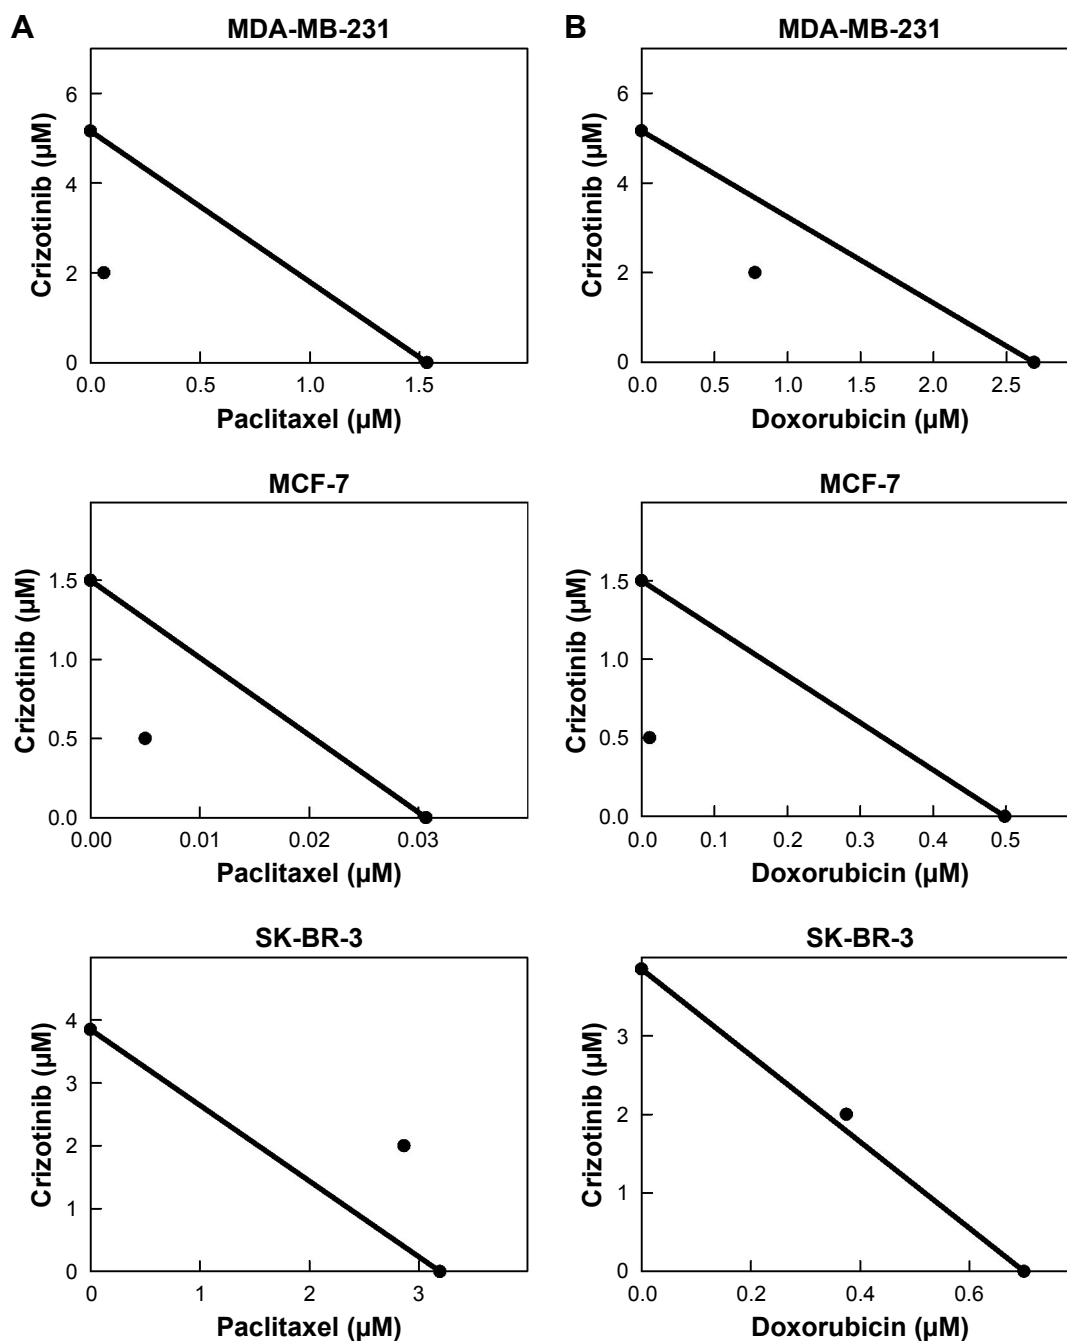 A
MDA-MB-231
6
4
2
0
Crizotinib (µM)
0.0 0.5 1.0 1.5
Paclitaxel (µM)
B
MDA-MB-231
6
4
2
0
Crizotinib (µM)
0.0 0.5 1.0 1.5 2.0 2.5
Doxorubicin (µM)
MCF-7
1.5
1.0
0.5
0.0
Crizotinib (µM)
0.00 0.01 0.02 0.03
Paclitaxel (µM)
MCF-7
1.5
1.0
0.5
0.0
Crizotinib (µM)
0.0 0.1 0.2 0.3 0.4 0.5
Doxorubicin (µM)
SK-BR-3
4
3
2
1
0
Crizotinib (µM)
0 1 2 3
Paclitaxel (µM)
SK-BR-3
3
2
1
0
Crizotinib (µM)
0.0 0.2 0.4 0.6
Doxorubicin (µM)